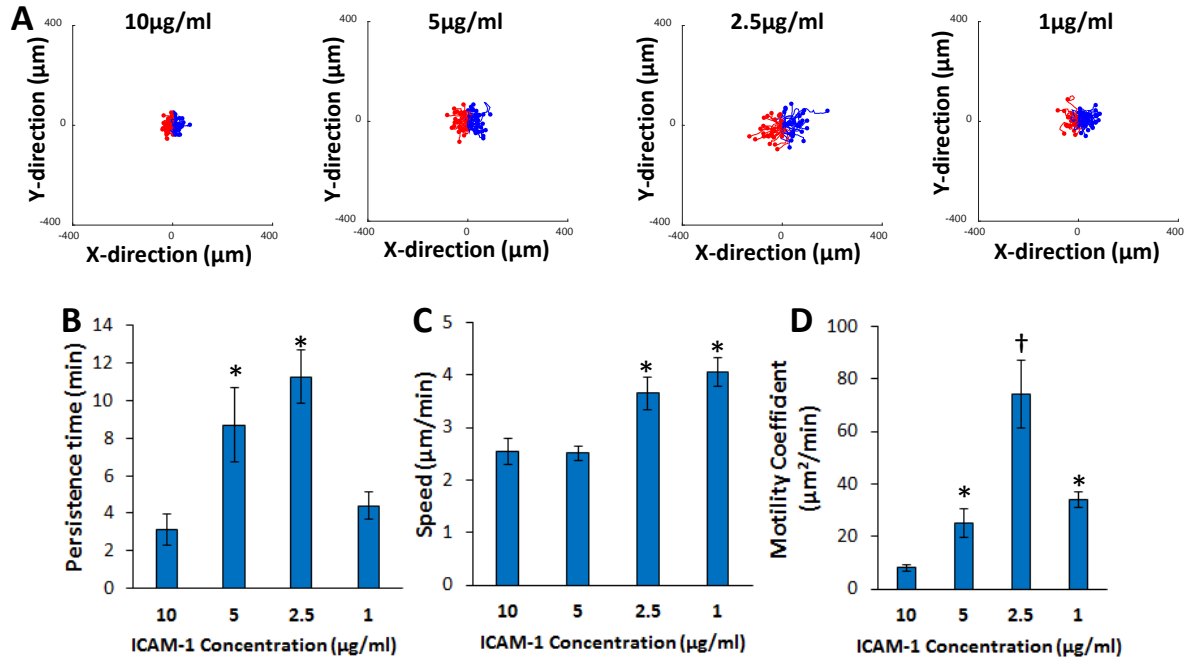 A
10µg/ml
5µg/ml
2.5µg/ml
1µg/ml
Y-direction (µm)
400
0
-400
-400
0
400
X-direction (µm)
Y-direction (µm)
400
0
-400
-400
0
400
X-direction (µm)
Y-direction (µm)
400
0
-400
-400
0
400
X-direction (µm)
Y-direction (µm)
400
0
-400
-400
0
400
X-direction (µm)
B
Persistence time (min)
14
12
10
8
6
4
2
0
*
*
10 5 2.5 1
ICAM-1 Concentration (µg/ml)
C
Speed (µm/min)
5
4
3
2
1
0
*
*
10 5 2.5 1
ICAM-1 Concentration (µg/ml)
D
Motility Coeffident
(µm²/min)
100
80
60
40
20
0
*
†
*
10 5 2.5 1
ICAM-1 Concentration (µg/ml)